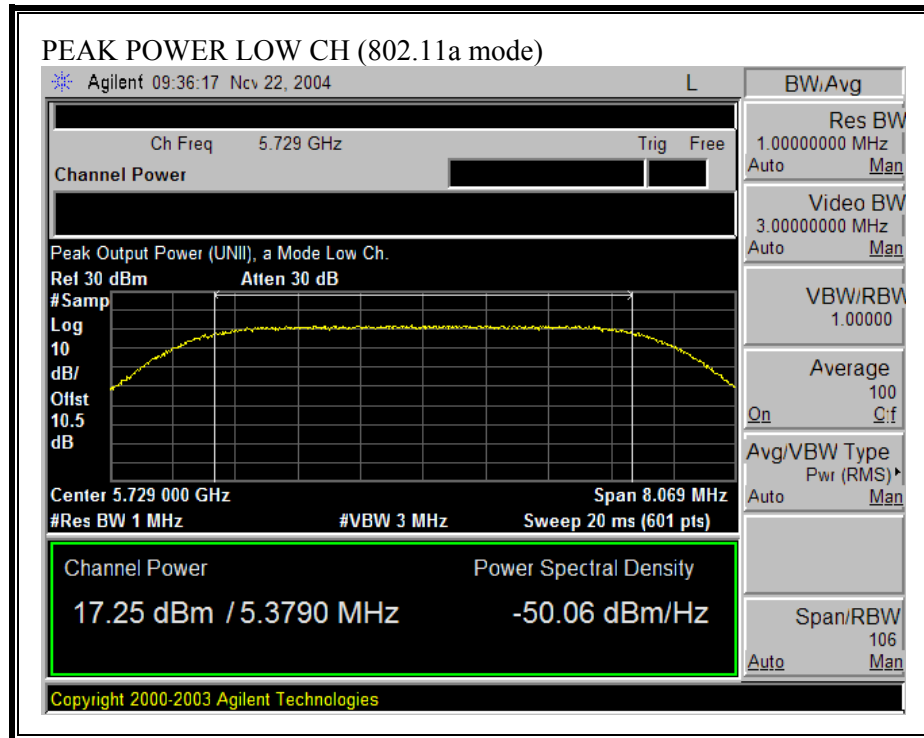 PEAK POWER LOW CH (802.11a mode)
Agilent 09:36:17 Nov 22, 2004 L
BW/Avg
Ch Freq 5.729 GHz Trig Free
Channel Power
Peak Output Power (UNII), a Mode Low Ch.
Ref 30 dBm Atten 30 dB
#Samp
Log
10
dB/
Offst
10.5
dB
Center 5.729 000 GHz Span 8.069 MHz
#Res BW 1 MHz #VBW 3 MHz Sweep 20 ms (601 pts)
Channel Power Power Spectral Density
17.25 dBm / 5.3790 MHz -50.06 dBm/Hz
Copyright 2000-2003 Agilent Technologies
Res BW
1.00000000 MHz
Auto Man
Video BW
3.00000000 MHz
Auto Man
VBW/RBW
1.00000
Average
100
On Off
Avg/VBW Type
Pwr (RMS)
Auto Man
Span/RBW
106
Auto Man